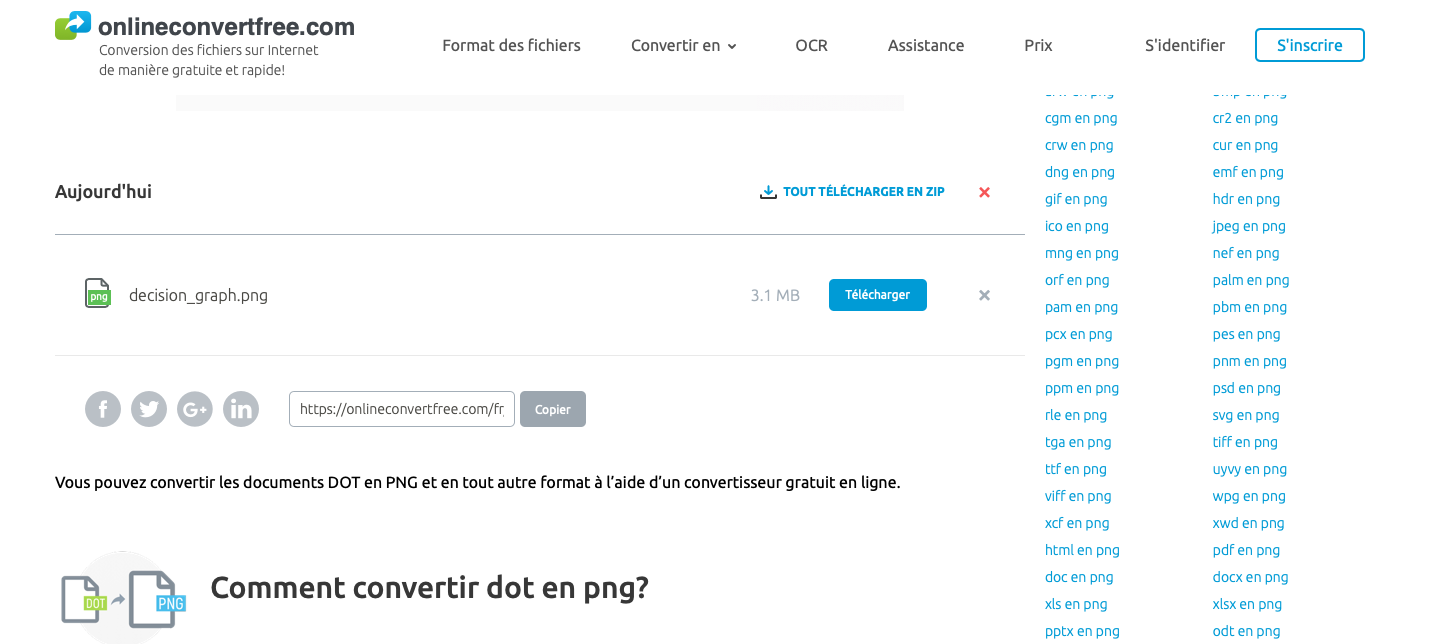 onlineconvertfree.com
Conversion des fichiers sur Internet
de manière gratuite et rapide!
Format des fichiers
Convertir en
OCR
Assistance
Prix
S'identifier
S'inscrire
Aujourd'hui
TOUT TÉLÉCHARGER EN ZIP
png
decision_graph.png
3.1 MB
Télécharger
https://onlineconvertfree.com/fr
Copier
Vous pouvez convertir les documents DOT en PNG et en tout autre format à l’aide d’un convertisseur gratuit en ligne.
DOT
PNG
Comment convertir dot en png?
cgm en png
cr2 en png
crw en png
cur en png
dng en png
emf en png
gif en png
hdr en png
ico en png
jpeg en png
mng en png
nef en png
orf en png
palm en png
pam en png
pbm en png
pcx en png
pes en png
pgm en png
pnm en png
ppm en png
psd en png
rle en png
svg en png
tga en png
tiff en png
ttf en png
uyvy en png
viff en png
wpg en png
xcf en png
xwd en png
html en png
pdf en png
doc en png
docx en png
xls en png
xlsx en png
pptx en png
odt en png